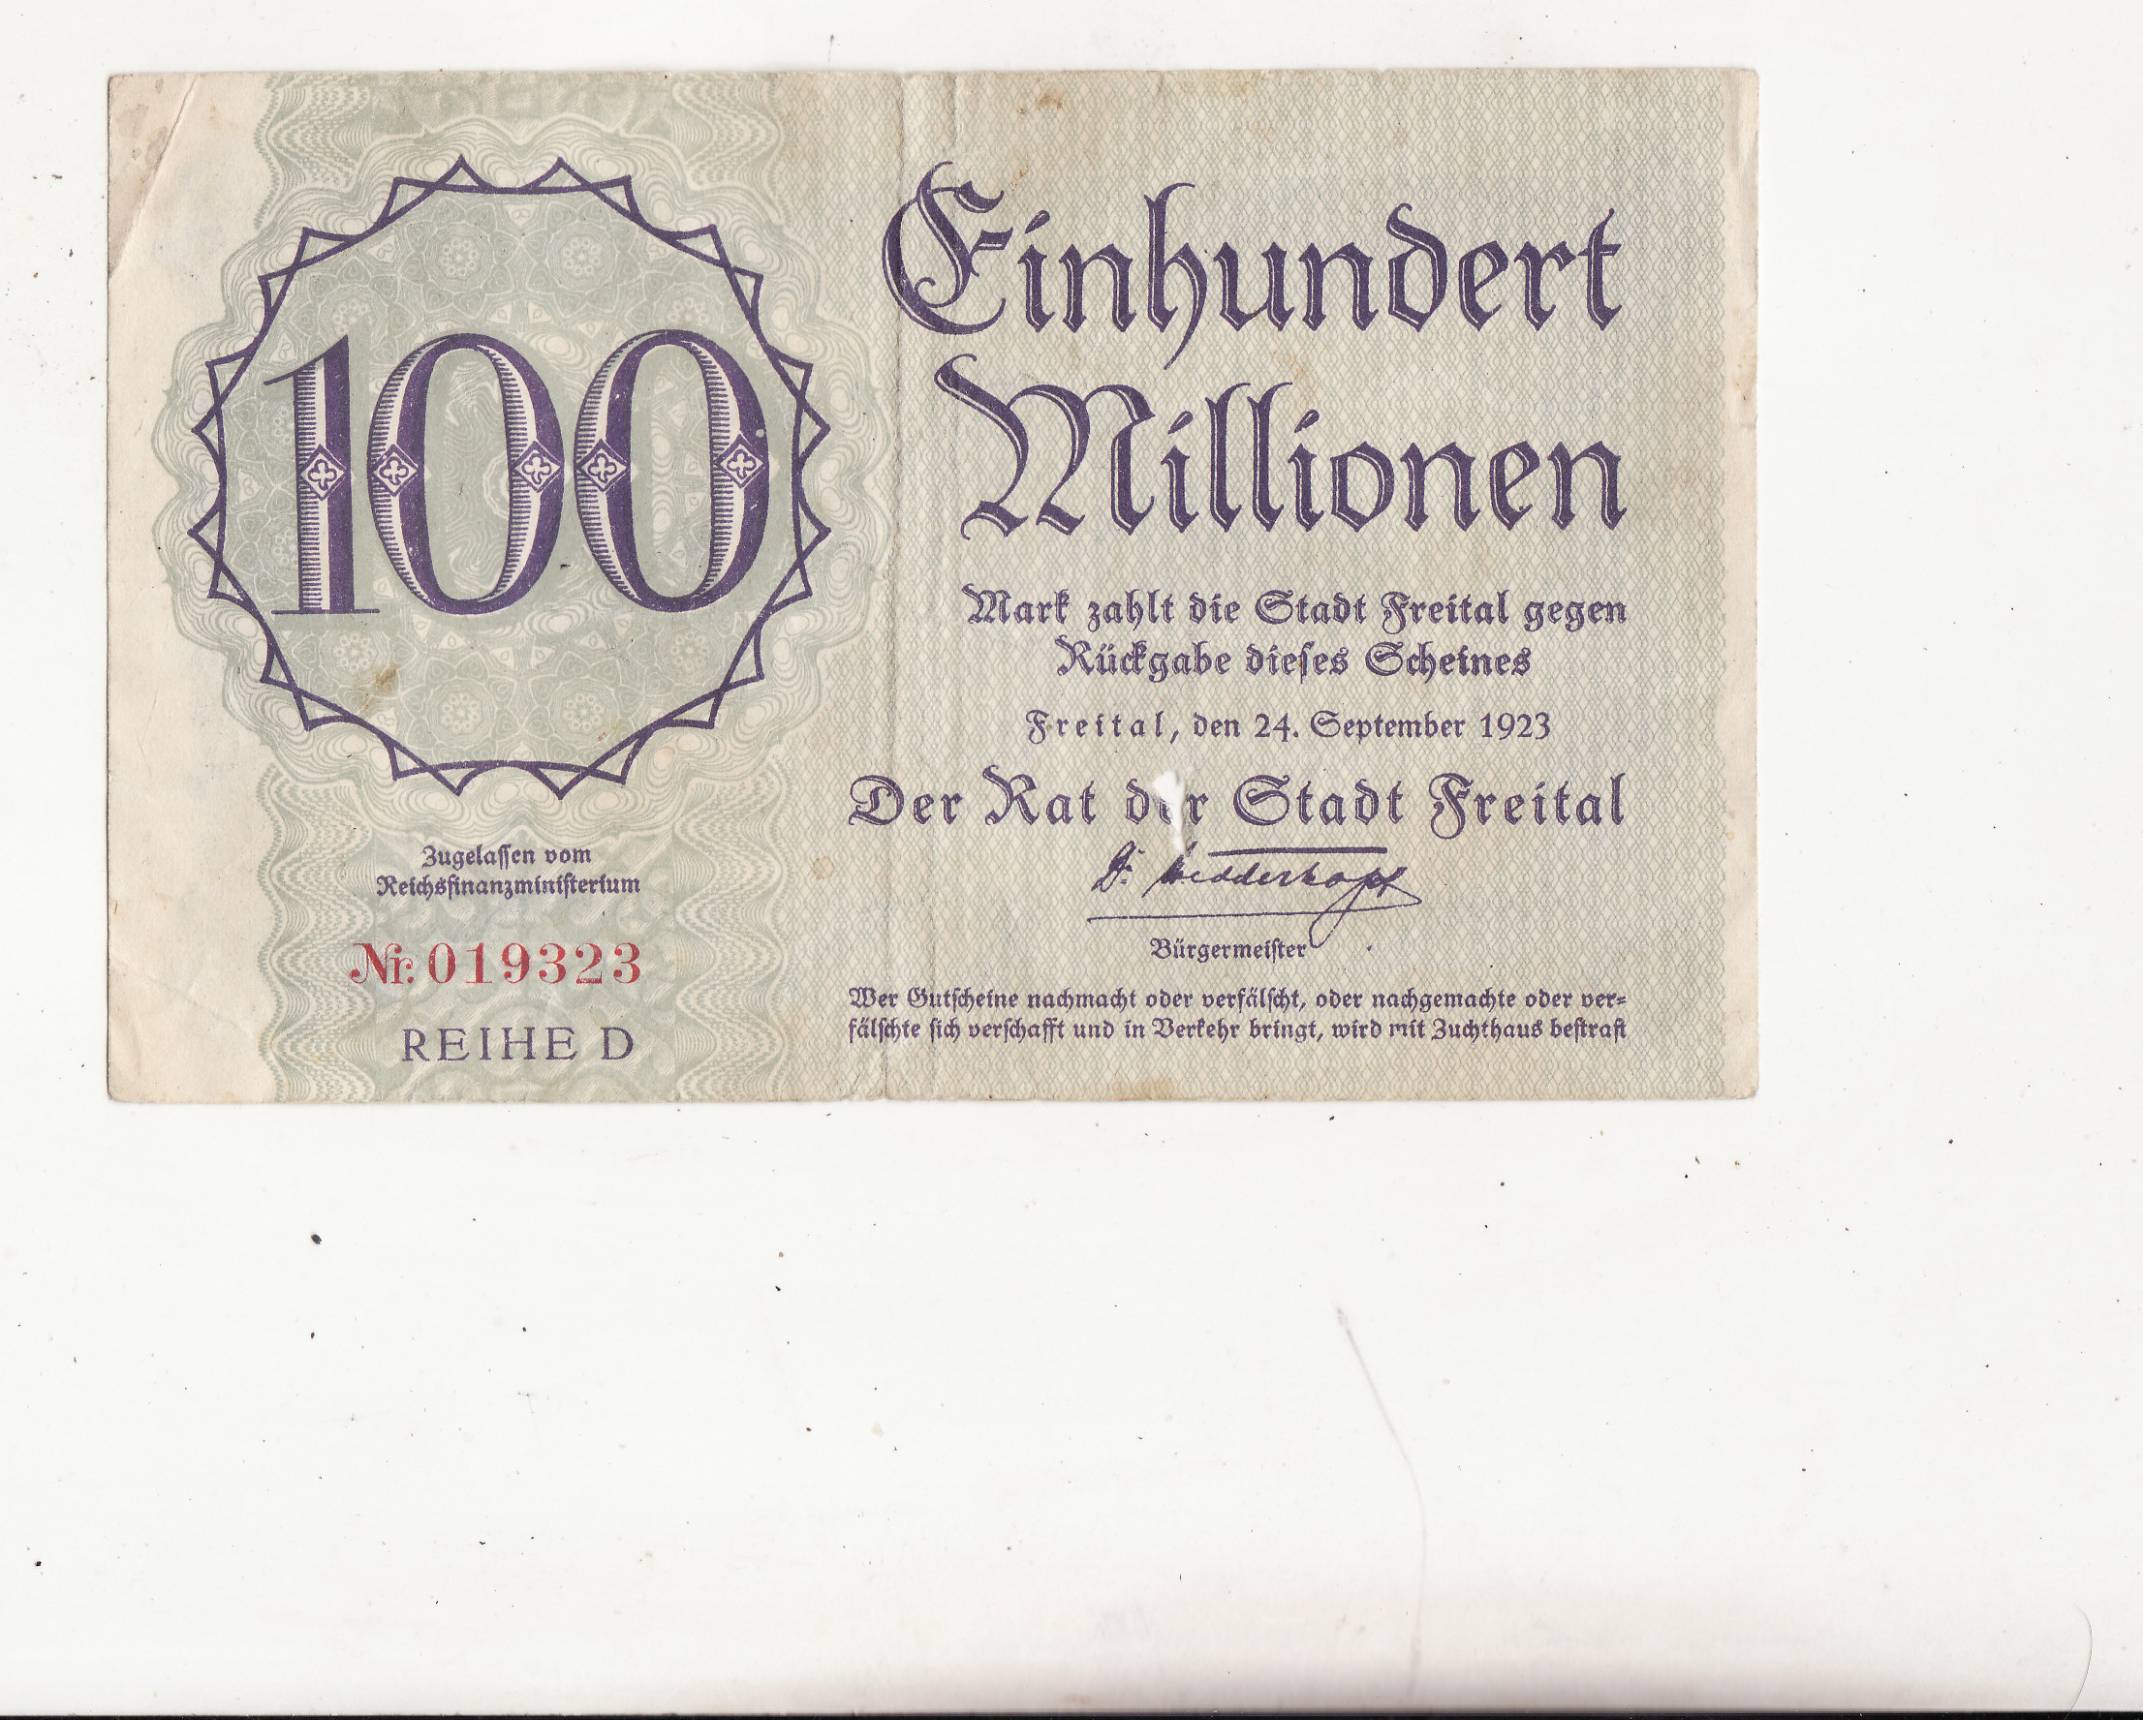 100
Einhundert
Millionen
Mark zahlt die Stadt Freital gegen
Rückgabe dieses Scheines
Freital, den 24. September 1923
Der Rat der Stadt Freital
Dr. Wedderkopf
Bürgermeister
Wer Gutscheine nachmacht oder verfälscht, oder nachgemachte oder ver=
fälschte sich verschafft und in Verkehr bringt, wird mit Zuchthaus bestraft
Zugelassen vom
Reichsfinanzministerium
Nr. 019323
REIHE D